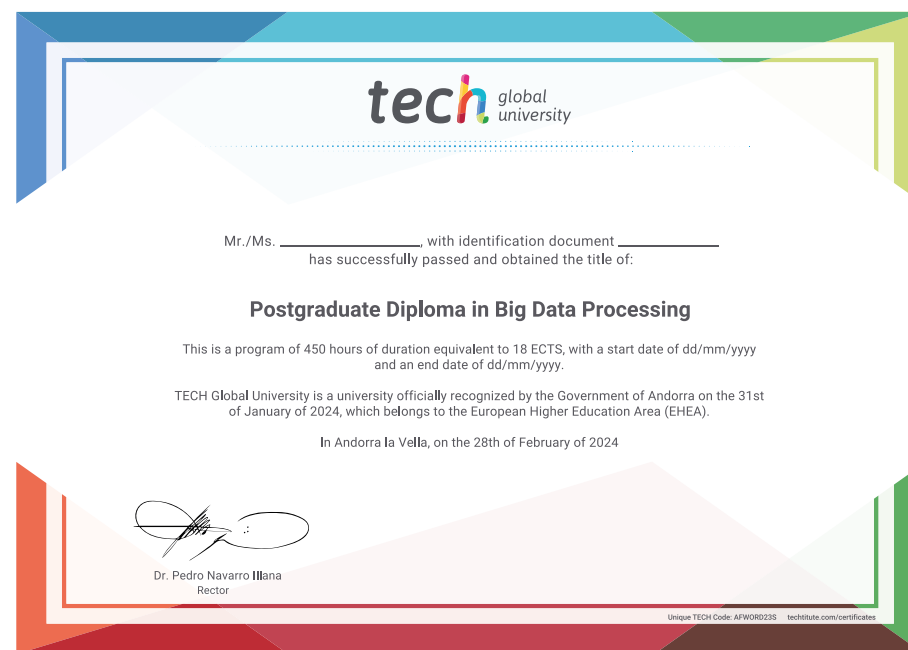 tech global university
Mr./Ms. ____________, with identification document ____________
has successfully passed and obtained the title of:
Postgraduate Diploma in Big Data Processing
This is a program of 450 hours of duration equivalent to 18 ECTS, with a start date of dd/mm/yyyy
and an end date of dd/mm/yyyy.
TECH Global University is a university officially recognized by the Government of Andorra on the 31st
of January of 2024, which belongs to the European Higher Education Area (EHEA).
In Andorra la Vella, on the 28th of February of 2024
Dr. Pedro Navarro Illana
Rector
Unique TECH Code: AFWORD23S techtitute.com/certificates